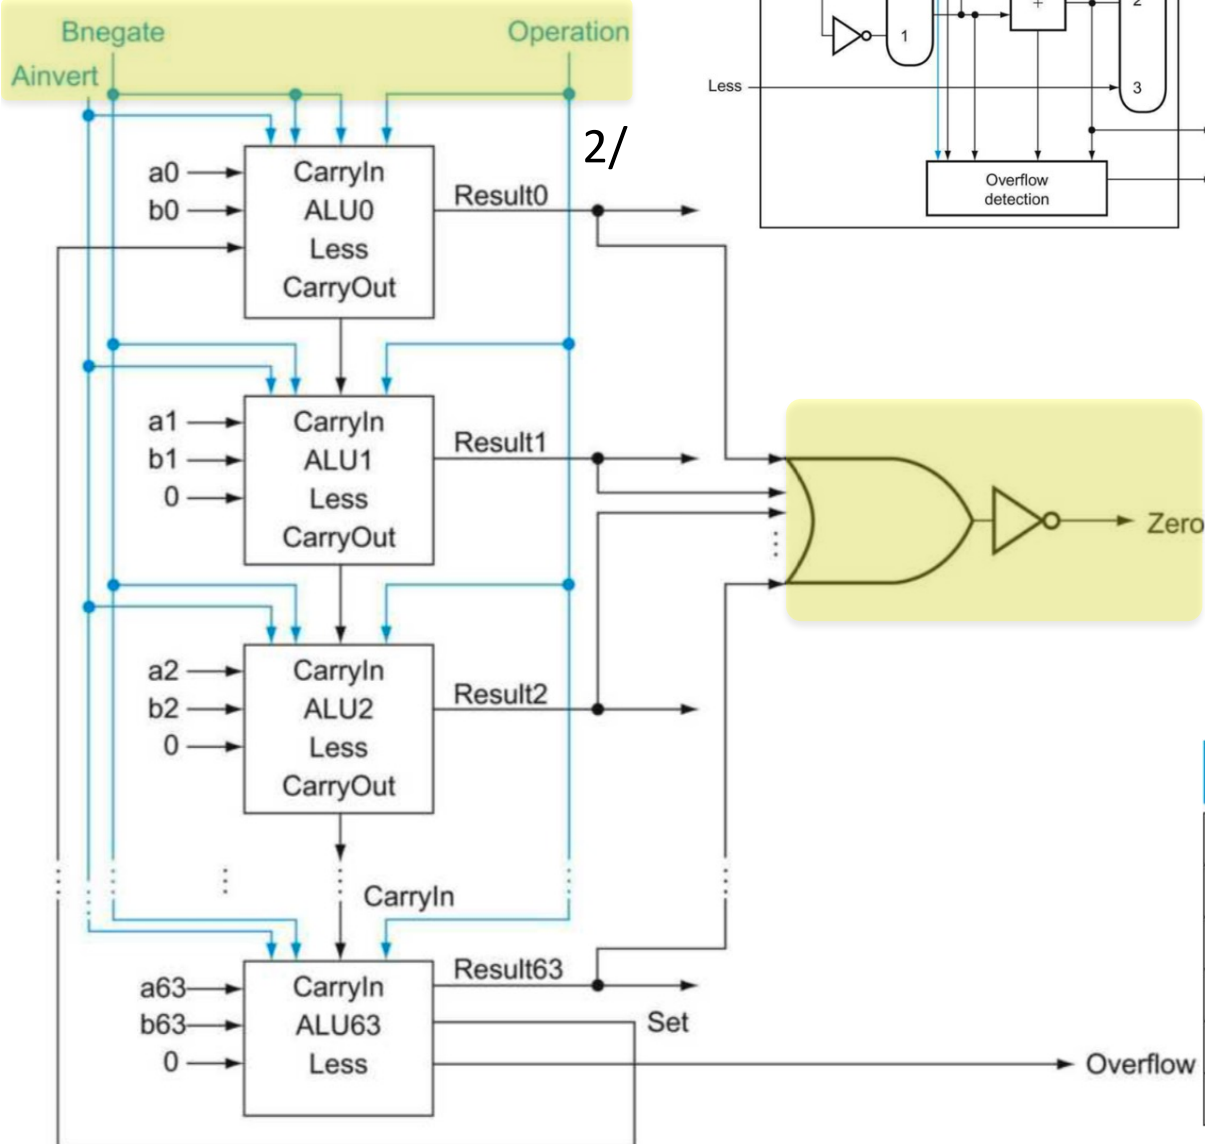 Bnegate
Operation
Ainvert
2/
a0
CarryIn
b0
ALU0
Result0
Less
CarryOut
a1
CarryIn
b1
ALU1
Result1
0
Less
CarryOut
a2
CarryIn
b2
ALU2
Result2
0
Less
CarryOut
CarryIn
a63
CarryIn
Result63
b63
ALU63
Set
0
Less
Overflow
Zero
+
2
1
Less
3
Overflow
detection